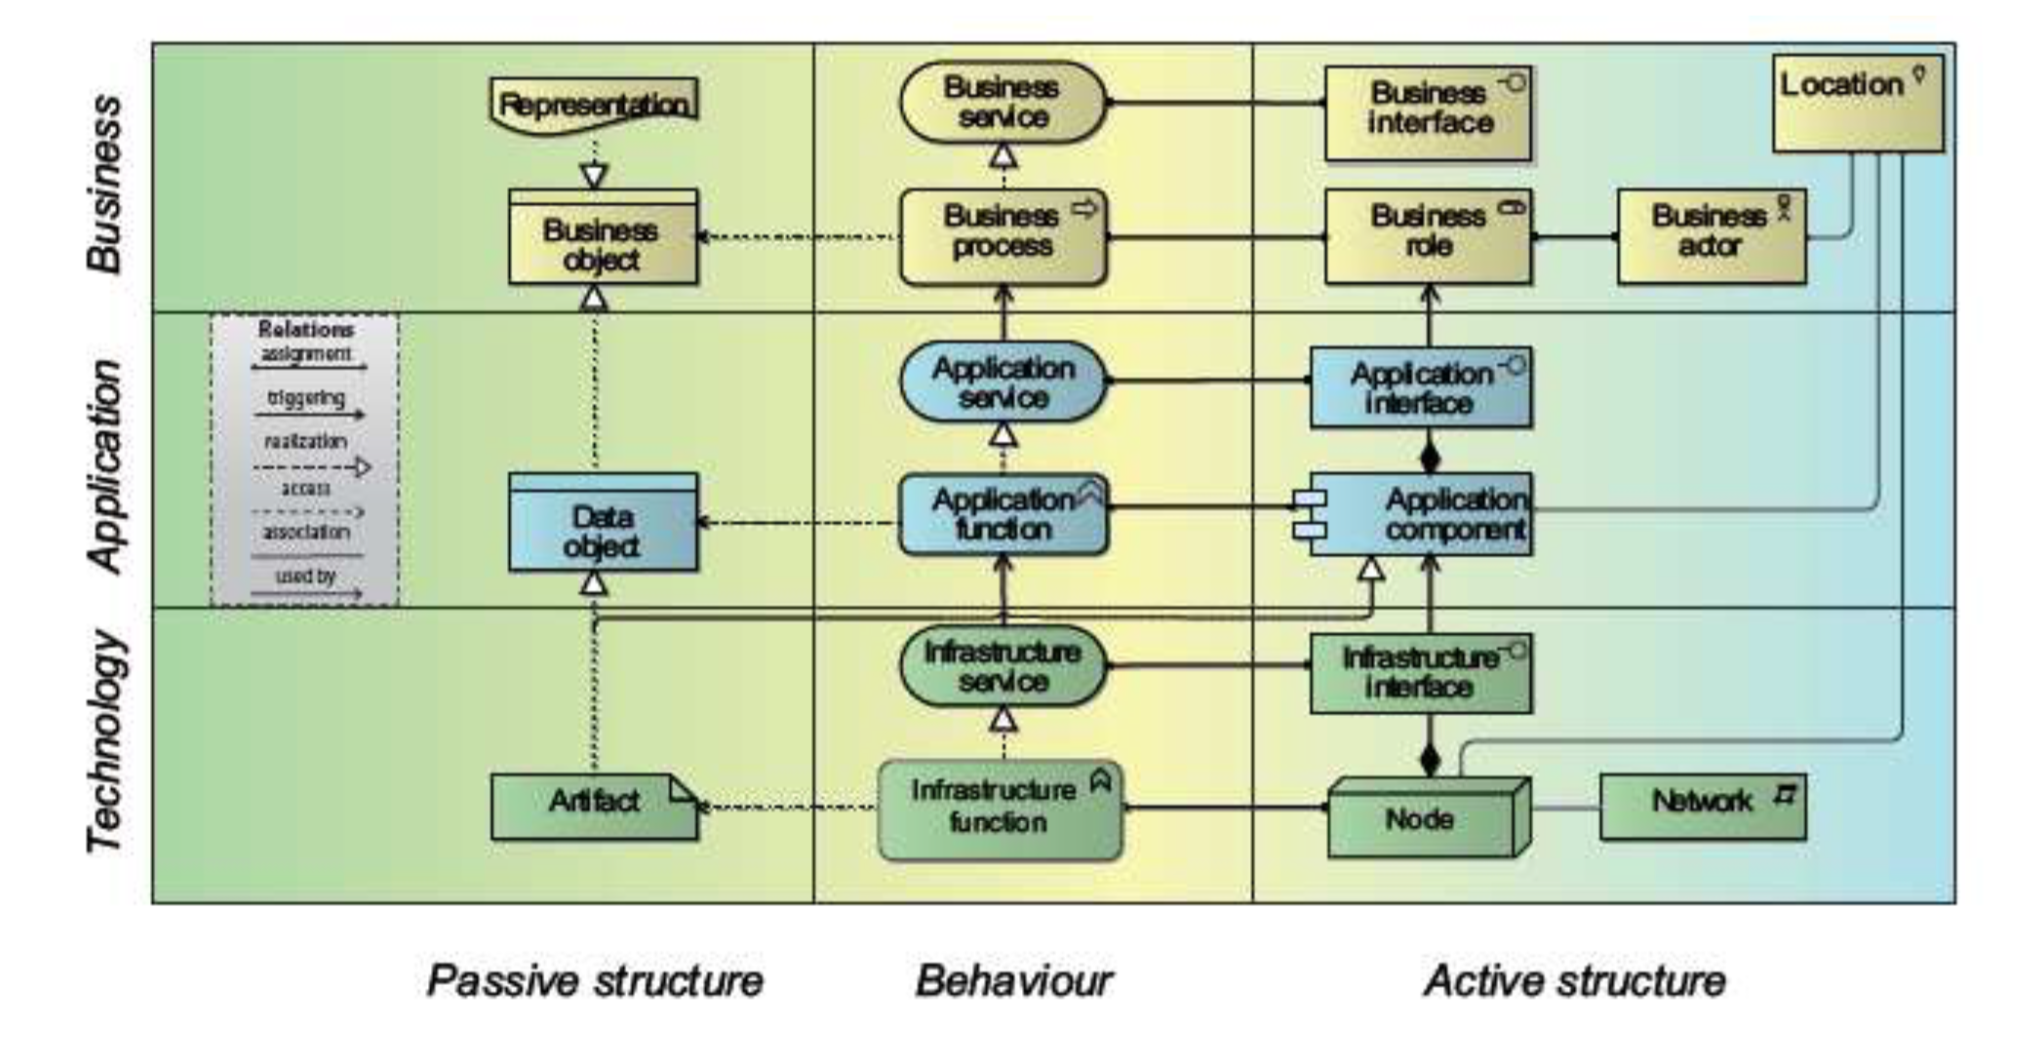 Business
Representation
Business
service
Business
interface
Location
Business
object
Business
process
Business
role
Business
actor
Application
Relations
assignment
triggering
realization
access
association
used by
Application
service
Application
interface
Data
object
Application
function
Application
component
Technology
Infrastructure
service
Infrastructure
interface
Artifact
Infrastructure
function
Node
Network
Passive structure
Behaviour
Active structure